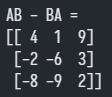 AB - BA =
[[ 4  1  9]
 [-2 -6  3]
 [-8 -9  2]]